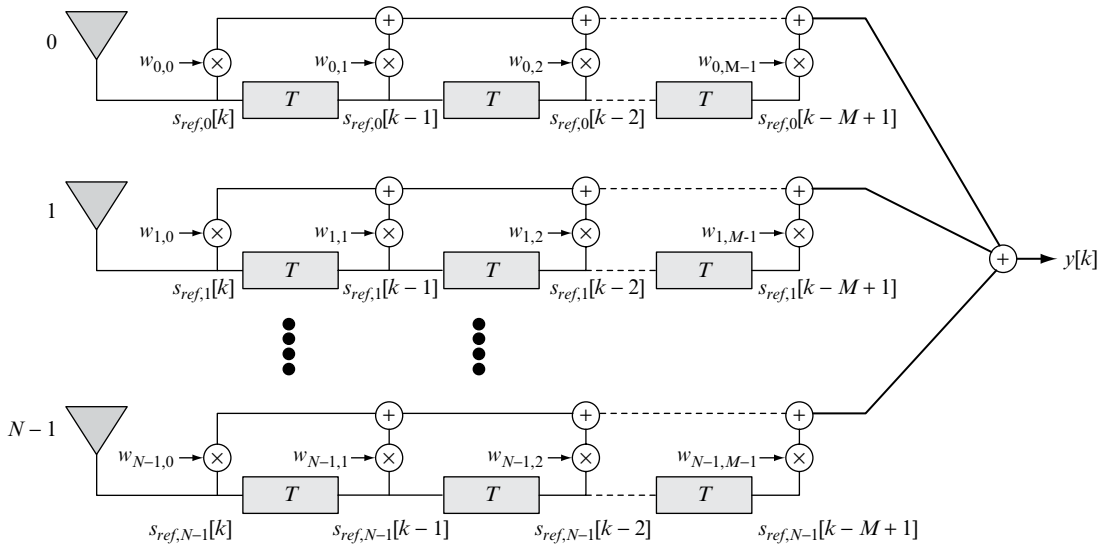 0
w0,0 × w0,1 × w0,2 × w0,M−1 ×
+ + +
T T T
sref,0[k] sref,0[k − 1] sref,0[k − 2] sref,0[k − M + 1]
1
+ + +
w1,0 × w1,1 × w1,2 × w1,M-1 ×
T T T
+ y[k]
sref,1[k] sref,1[k − 1] sref,1[k − 2] sref,1[k − M + 1]
N − 1
+ + +
wN−1,0 × wN−1,1 × wN−1,2 × wN−1,M−1 ×
T T T
sref,N−1[k] sref,N−1[k − 1] sref,N−1[k − 2] sref,N−1[k − M + 1]